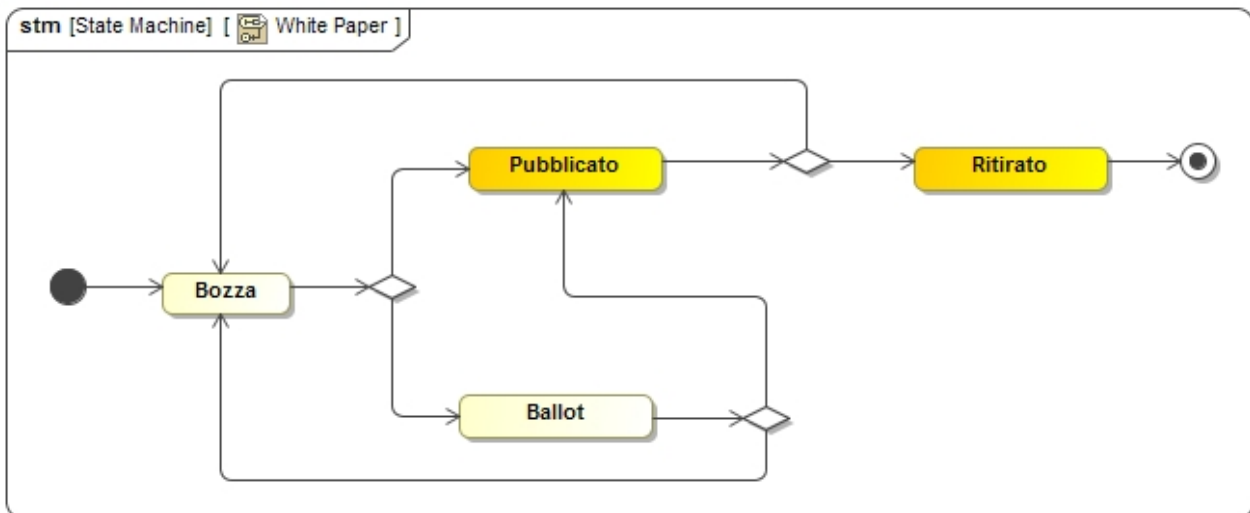 stm [State Machine] [ White Paper ]
Pubblicato
Ritirato
Bozza
Ballot